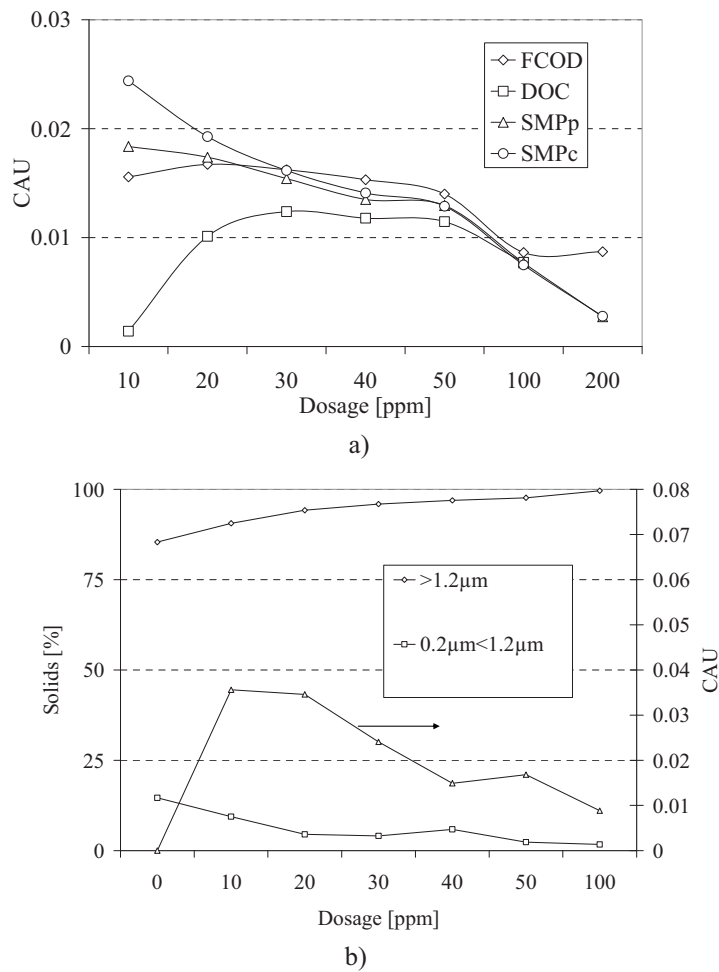 0.03
FCOD
DOC
SMPp
SMPc
0.02
CAU
0.01
0
10 20 30 40 50 100 200
Dosage [ppm]
a)
100 0.08
>1.2µm
0.07
75 0.06
0.2µm<1.2µm
0.05
Solids [%]
50 0.04
CAU
0.03
25 0.02
0.01
0 0
0 10 20 30 40 50 100
Dosage [ppm]
b)